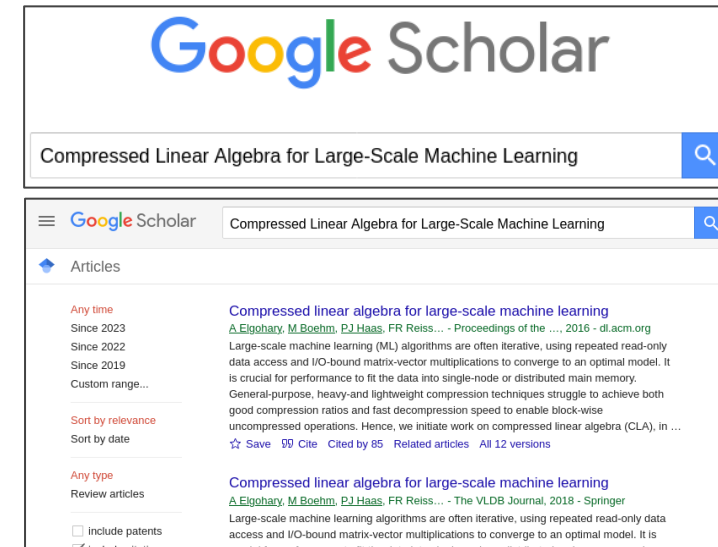 Google Scholar
Compressed Linear Algebra for Large-Scale Machine Learning
Google Scholar
Compressed Linear Algebra for Large-Scale Machine Learning
Articles
Any time
Since 2023
Since 2022
Since 2019
Custom range...
Sort by relevance
Sort by date
Any type
Review articles
include patents
Compressed linear algebra for large-scale machine learning
A Elgohary, M Boehm, PJ Haas, FR Reiss… - Proceedings of the …, 2016 - dl.acm.org
Large-scale machine learning (ML) algorithms are often iterative, using repeated read-only
data access and I/O-bound matrix-vector multiplications to converge to an optimal model. It
is crucial for performance to fit the data into single-node or distributed main memory.
General-purpose, heavy-and lightweight compression techniques struggle to achieve both
good compression ratios and fast decompression speed to enable block-wise
uncompressed operations. Hence, we initiate work on compressed linear algebra (CLA), in …
Save Cite Cited by 85 Related articles All 12 versions
Compressed linear algebra for large-scale machine learning
A Elgohary, M Boehm, PJ Haas, FR Reiss… - The VLDB Journal, 2018 - Springer
Large-scale machine learning algorithms are often iterative, using repeated read-only data
access and I/O-bound matrix-vector multiplications to converge to an optimal model. It is